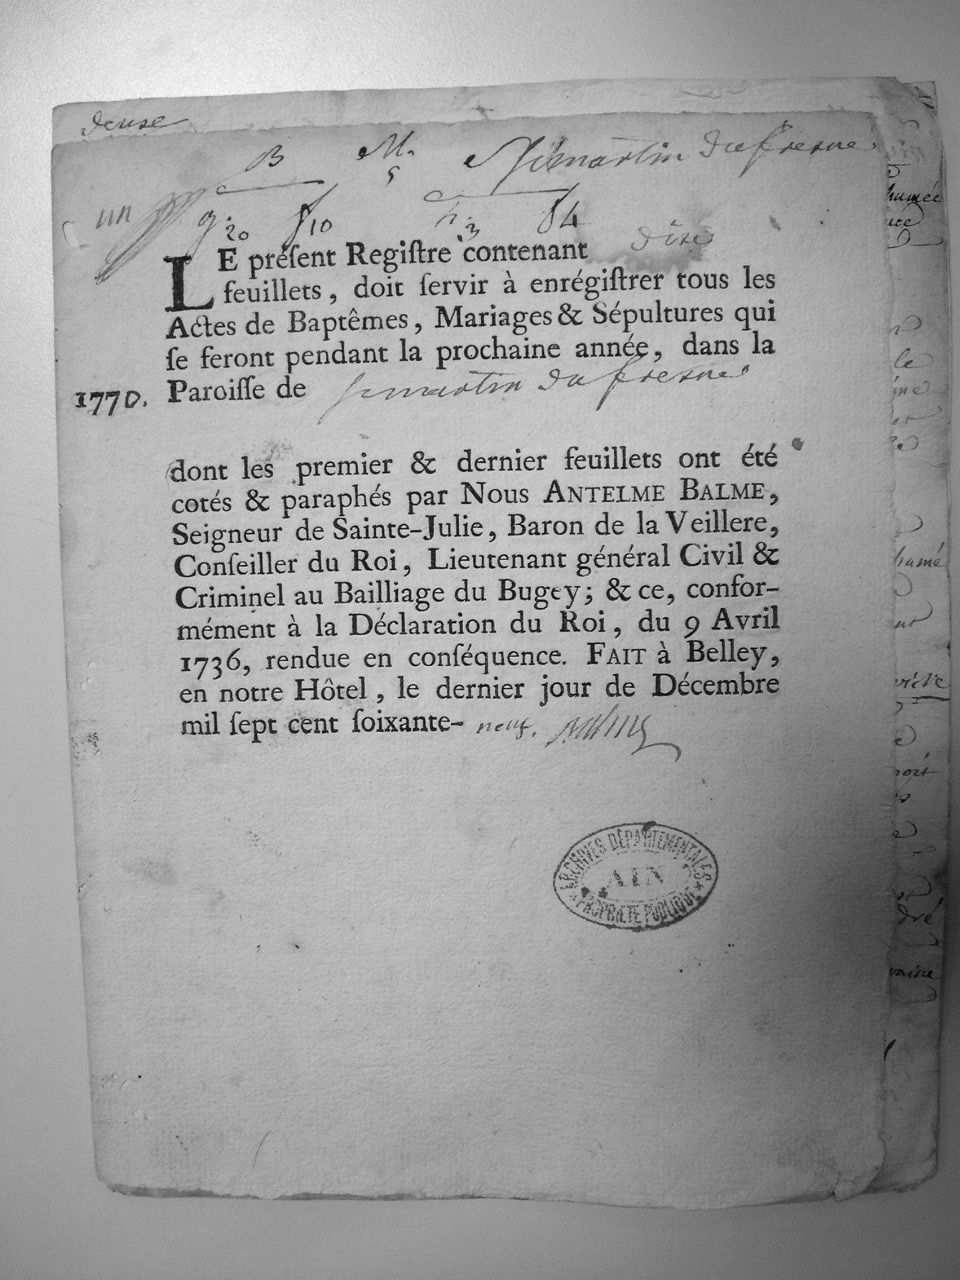 deuse
B M. St martin du fresne
s
un g. 20 f 10 h. 3 84
dise
LE préſent Regiſtre contenant
feuillets, doit ſervir à enrégiſtrer tous les
Actes de Baptêmes, Mariages & Sépultures qui
ſe feront pendant la prochaine année, dans la
1770. Paroiſſe de St martin du fresne
dont les premier & dernier feuillets ont été
cotés & paraphés par Nous ANTELME BALME,
Seigneur de Sainte-Julie, Baron de la Veillere,
Conſeiller du Roi, Lieutenant général Civil &
Criminel au Bailliage du Bugey; & ce, confor-
mément à la Déclaration du Roi, du 9 Avril
1736, rendue en conſéquence. FAIT à Belley,
en notre Hôtel, le dernier jour de Décembre
mil ſept cent ſoixante- neuf. Balme
ARCHIVES DÉPARTEMENTALES
AIN
PROPRIÉTÉ PUBLIQUE